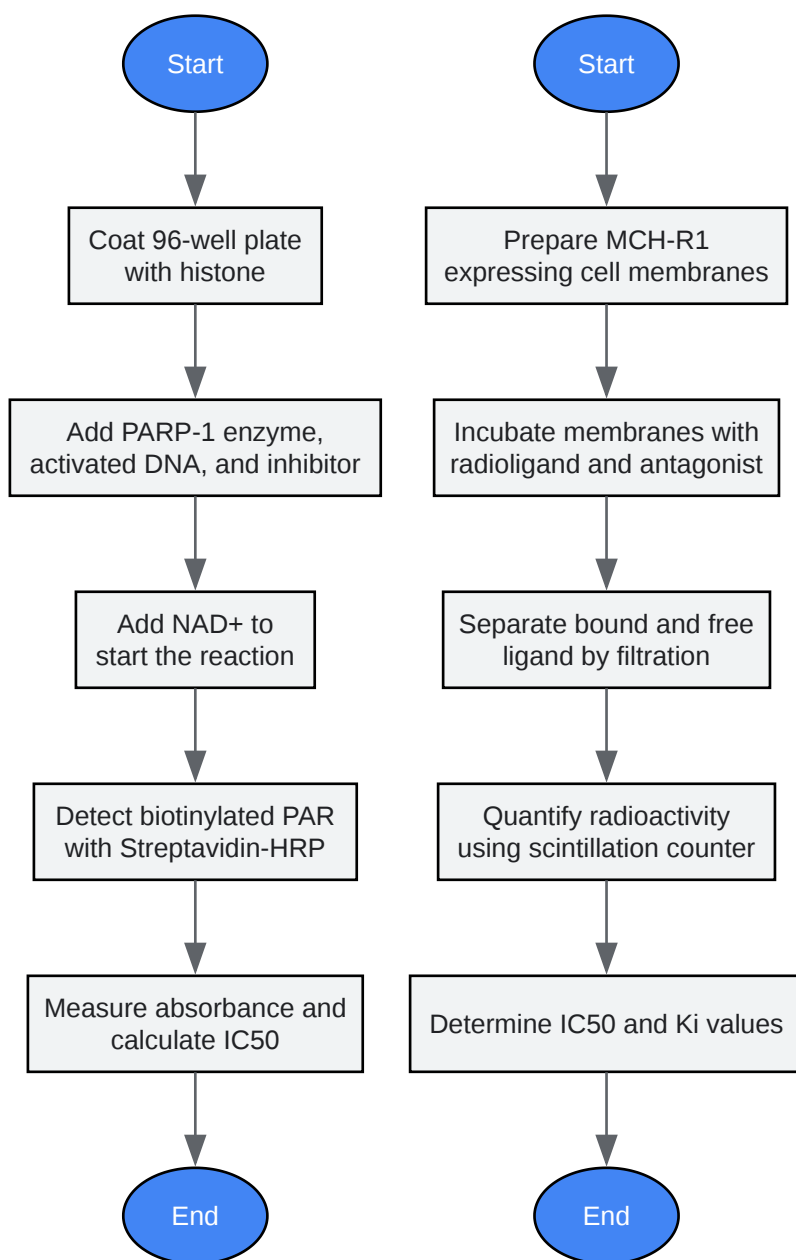 Start
Coat 96-well plate
with histone
Add PARP-1 enzyme,
activated DNA, and inhibitor
Add NAD+ to
start the reaction
Detect biotinylated PAR
with Streptavidin-HRP
Measure absorbance and
calculate IC50
End
Start
Prepare MCH-R1
expressing cell membranes
Incubate membranes with
radioligand and antagonist
Separate bound and free
ligand by filtration
Quantify radioactivity
using scintillation counter
Determine IC50 and Ki values
End